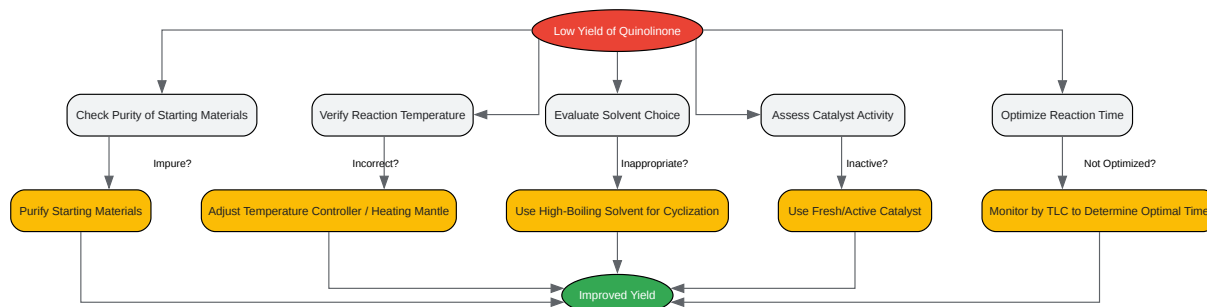 Low Yield of Quinolinone
Check Purity of Starting Materials
Verify Reaction Temperature
Evaluate Solvent Choice
Assess Catalyst Activity
Optimize Reaction Time
Impure?
Incorrect?
Inappropriate?
Inactive?
Not Optimized?
Purify Starting Materials
Adjust Temperature Controller / Heating Mantle
Use High-Boiling Solvent for Cyclization
Use Fresh/Active Catalyst
Monitor by TLC to Determine Optimal Time
Improved Yield